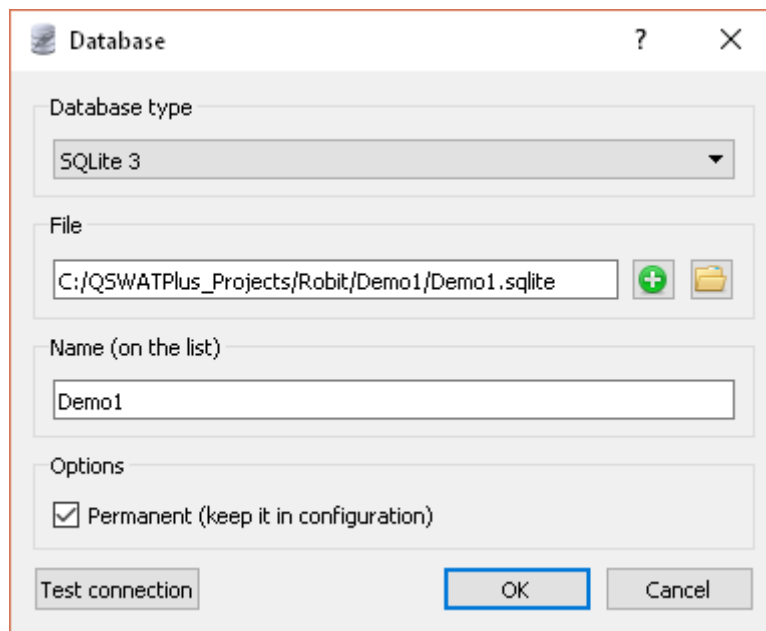 Database
?
Database type
SQLite 3
File
C:/QSWATPlus_Projects/Robit/Demo1/Demo1.sqlite
Name (on the list)
Demo1
Options
Permanent (keep it in configuration)
Test connection
OK
Cancel